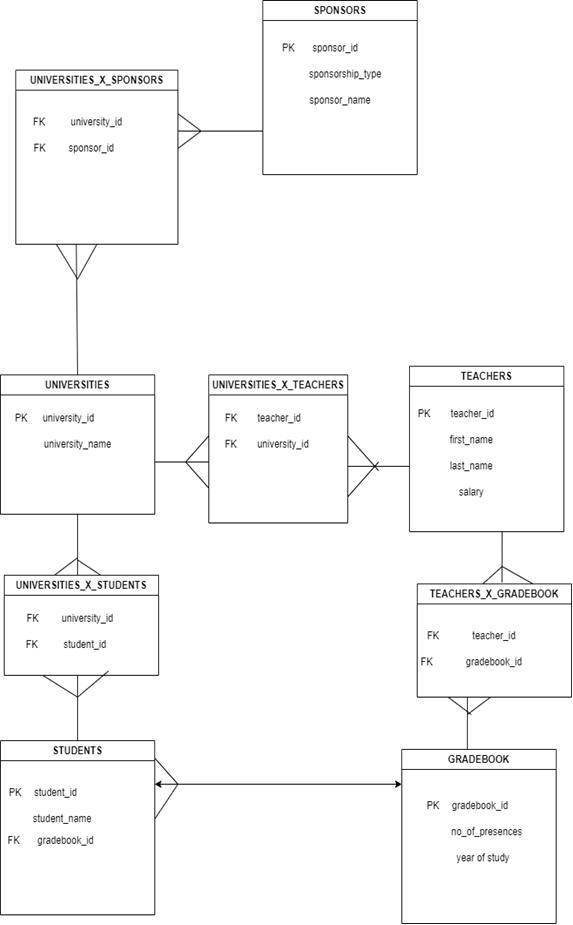 SPONSORS
PK sponsor_id
sponsorship_type
sponsor_name
UNIVERSITIES_X_SPONSORS
FK university_id
FK sponsor_id
UNIVERSITIES
PK university_id
university_name
UNIVERSITIES_X_TEACHERS
FK teacher_id
FK university_id
TEACHERS
PK teacher_id
first_name
last_name
salary
UNIVERSITIES_X_STUDENTS
FK university_id
FK student_id
TEACHERS_X_GRADEBOOK
FK teacher_id
FK gradebook_id
STUDENTS
PK student_id
student_name
FK gradebook_id
GRADEBOOK
PK gradebook_id
no_of_presences
year of study